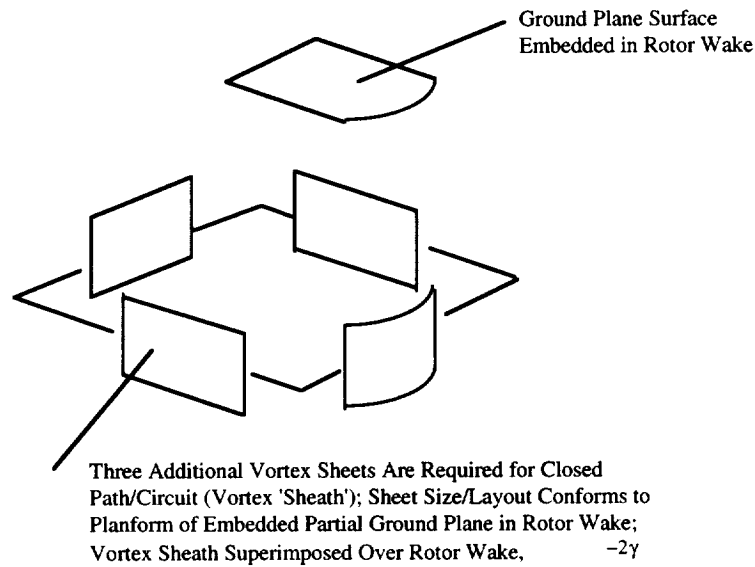 Ground Plane Surface
Embedded in Rotor Wake
Three Additional Vortex Sheets Are Required for Closed
Path/Circuit (Vortex 'Sheath'); Sheet Size/Layout Conforms to
Planform of Embedded Partial Ground Plane in Rotor Wake;
Vortex Sheath Superimposed Over Rotor Wake, −2γ